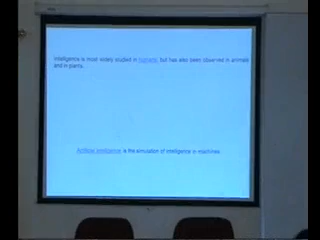 Intelligence is most widely studied in humans, but has also been observed in animals
and in plants.
Artificial intelligence is the simulation of intelligence in machines.